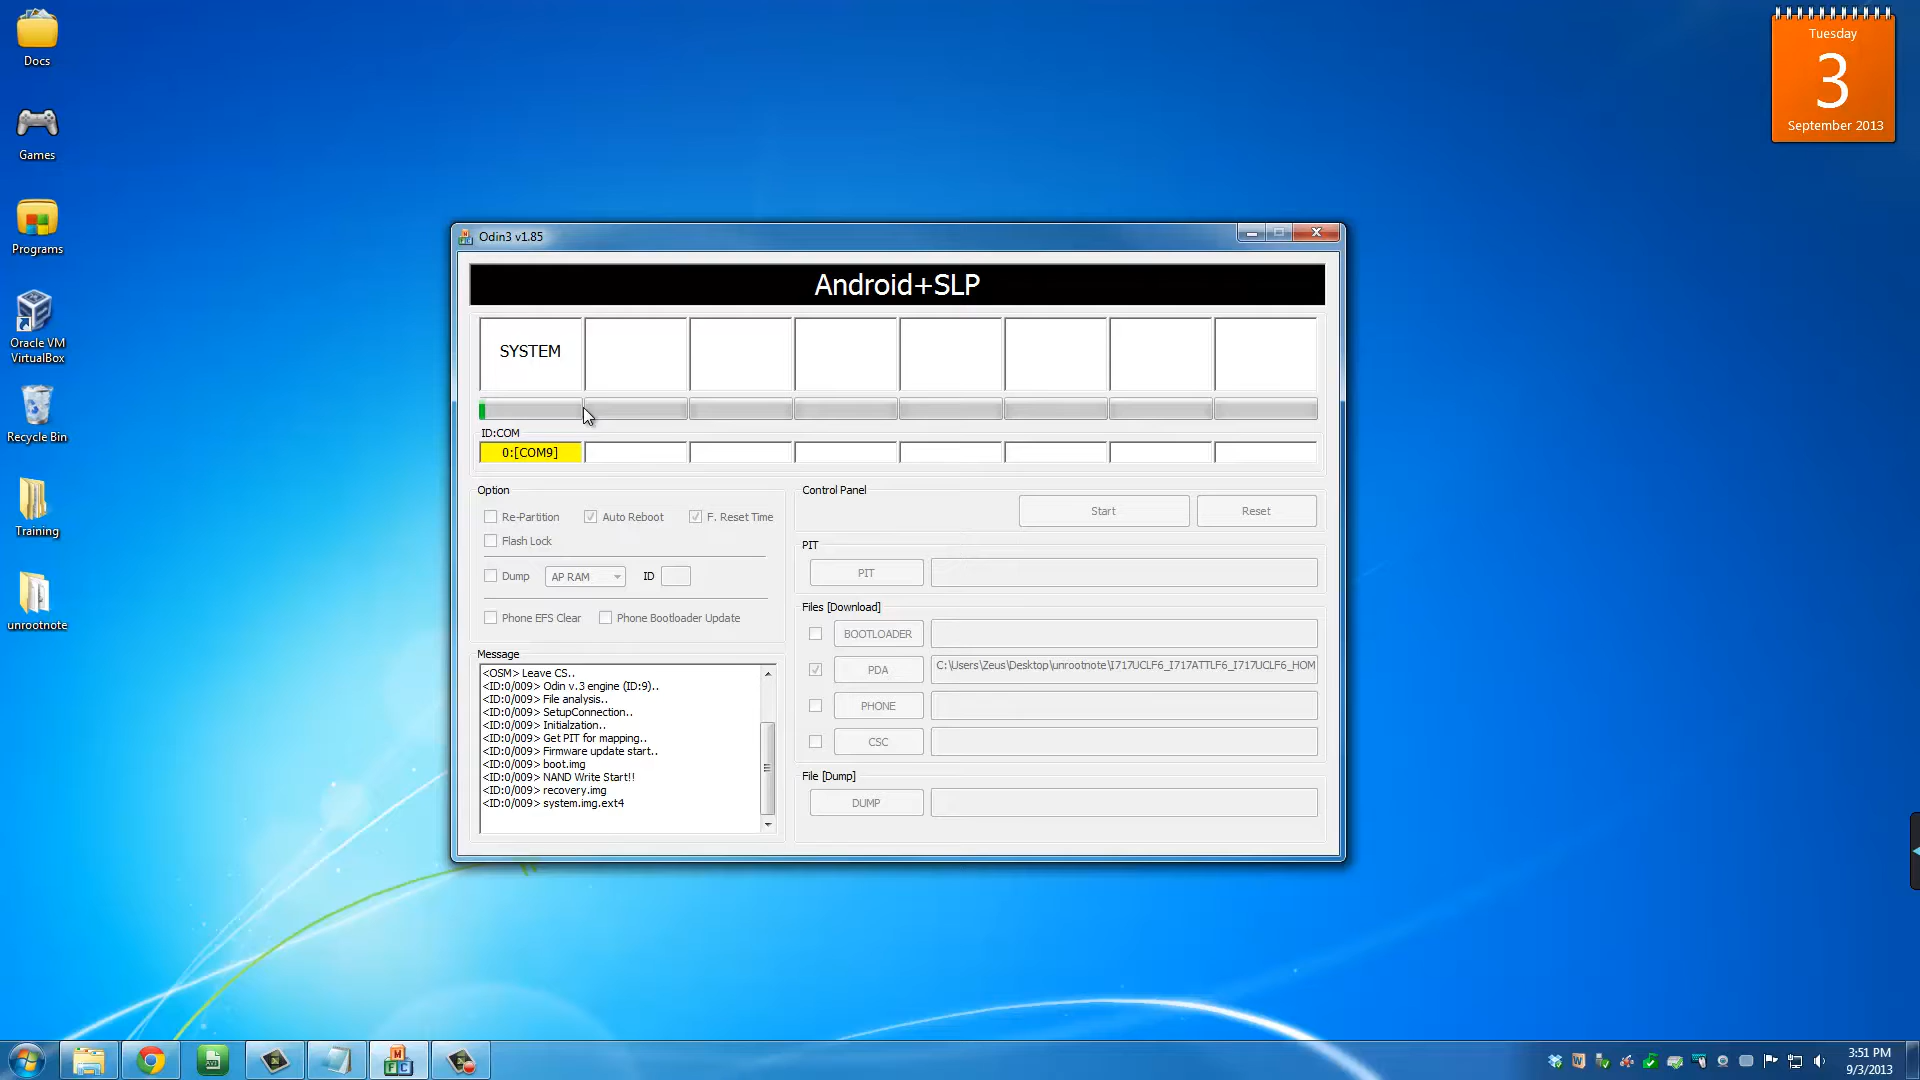 Docs
Games
Programs
Oracle VM
VirtualBox
Recycle Bin
Training
unrootnote
Tuesday
3
September 2013
Odin3 v1.85
Android+SLP
SYSTEM
ID:COM
0:[COM9]
Option
Re-Partition
Auto Reboot
F. Reset Time
Flash Lock
Dump
AP RAM
ID
Phone EFS Clear
Phone Bootloader Update
Message
<OSM> Leave CS..
<ID:0/009> Odin v.3 engine (ID:9)..
<ID:0/009> File analysis..
<ID:0/009> SetupConnection..
<ID:0/009> Initialzation..
<ID:0/009> Get PIT for mapping..
<ID:0/009> Firmware update start..
<ID:0/009> boot.img
<ID:0/009> NAND Write Start!!
<ID:0/009> recovery.img
<ID:0/009> system.img.ext4
Control Panel
Start
Reset
PIT
PIT
Files [Download]
BOOTLOADER
PDA
C:\Users\Zeus\Desktop\unrootnote\I717UCLF6_I717ATTLF6_I717UCLF6_HOM
PHONE
CSC
File [Dump]
DUMP
3:51 PM
9/3/2013